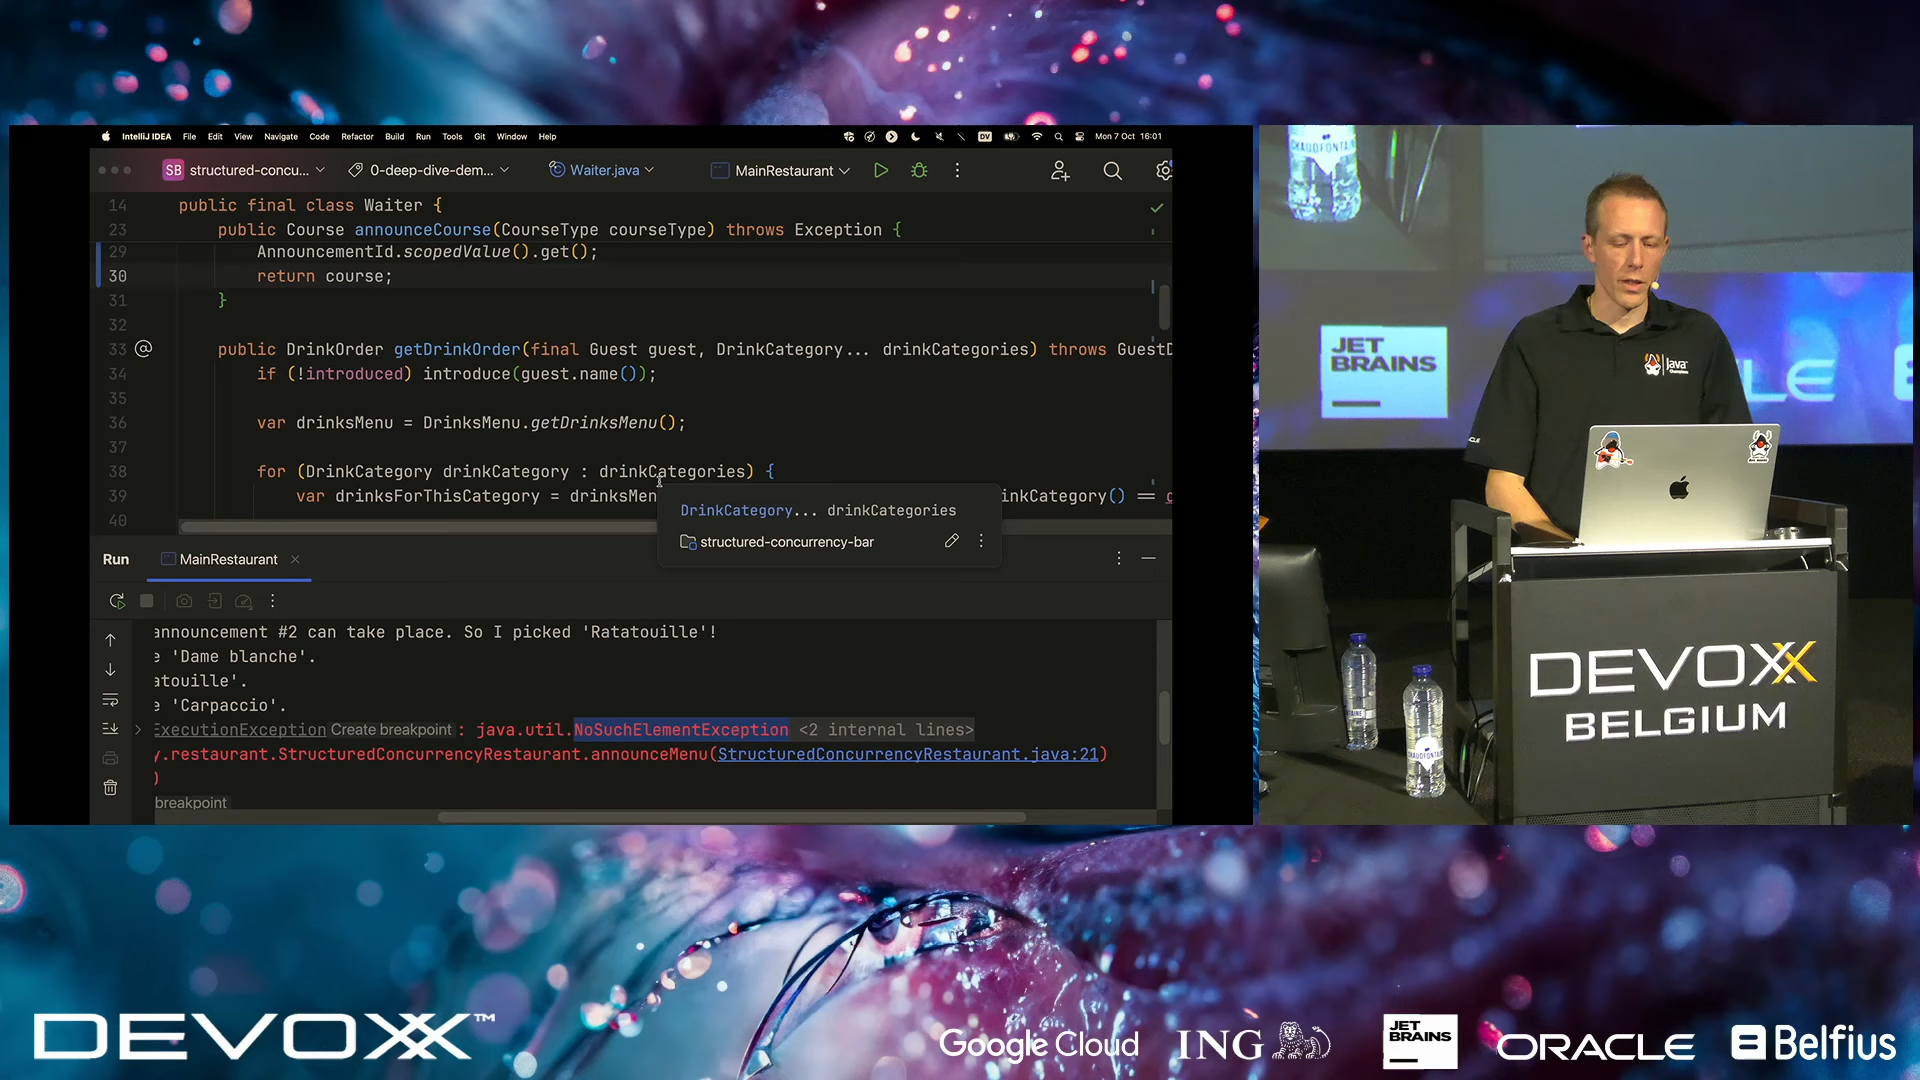 IntelliJ IDEA File Edit View Navigate Code Refactor Build Run Tools Git Window Help
DV
Mon 7 Oct 16:01
SB structured-concu... 0-deep-dive-dem... Waiter.java MainRestaurant
14 public final class Waiter {
23 public Course announceCourse(CourseType courseType) throws Exception {
29 AnnouncementId.scopedValue().get();
30 return course;
31 }
32
33 public DrinkOrder getDrinkOrder(final Guest guest, DrinkCategory... drinkCategories) throws GuestD
34 if (!introduced) introduce(guest.name());
35
36 var drinksMenu = DrinksMenu.getDrinksMenu();
37
38 for (DrinkCategory drinkCategory : drinkCategories) {
39 var drinksForThisCategory = drinksMen inkCategory() ==
40
DrinkCategory... drinkCategories
structured-concurrency-bar
Run MainRestaurant
announcement #2 can take place. So I picked 'Ratatouille'!
e 'Dame blanche'.
atouille'.
e 'Carpaccio'.
ExecutionException Create breakpoint : java.util.NoSuchElementException <2 internal lines>
y.restaurant.StructuredConcurrencyRestaurant.announceMenu(StructuredConcurrencyRestaurant.java:21)
)
breakpoint
CHAUDFONTAINE
JET
BRAINS
LE
Java
Champions
DEVOXX
BELGIUM
DEVOXX™
Google Cloud
ING
JET
BRAINS
ORACLE
Belfius